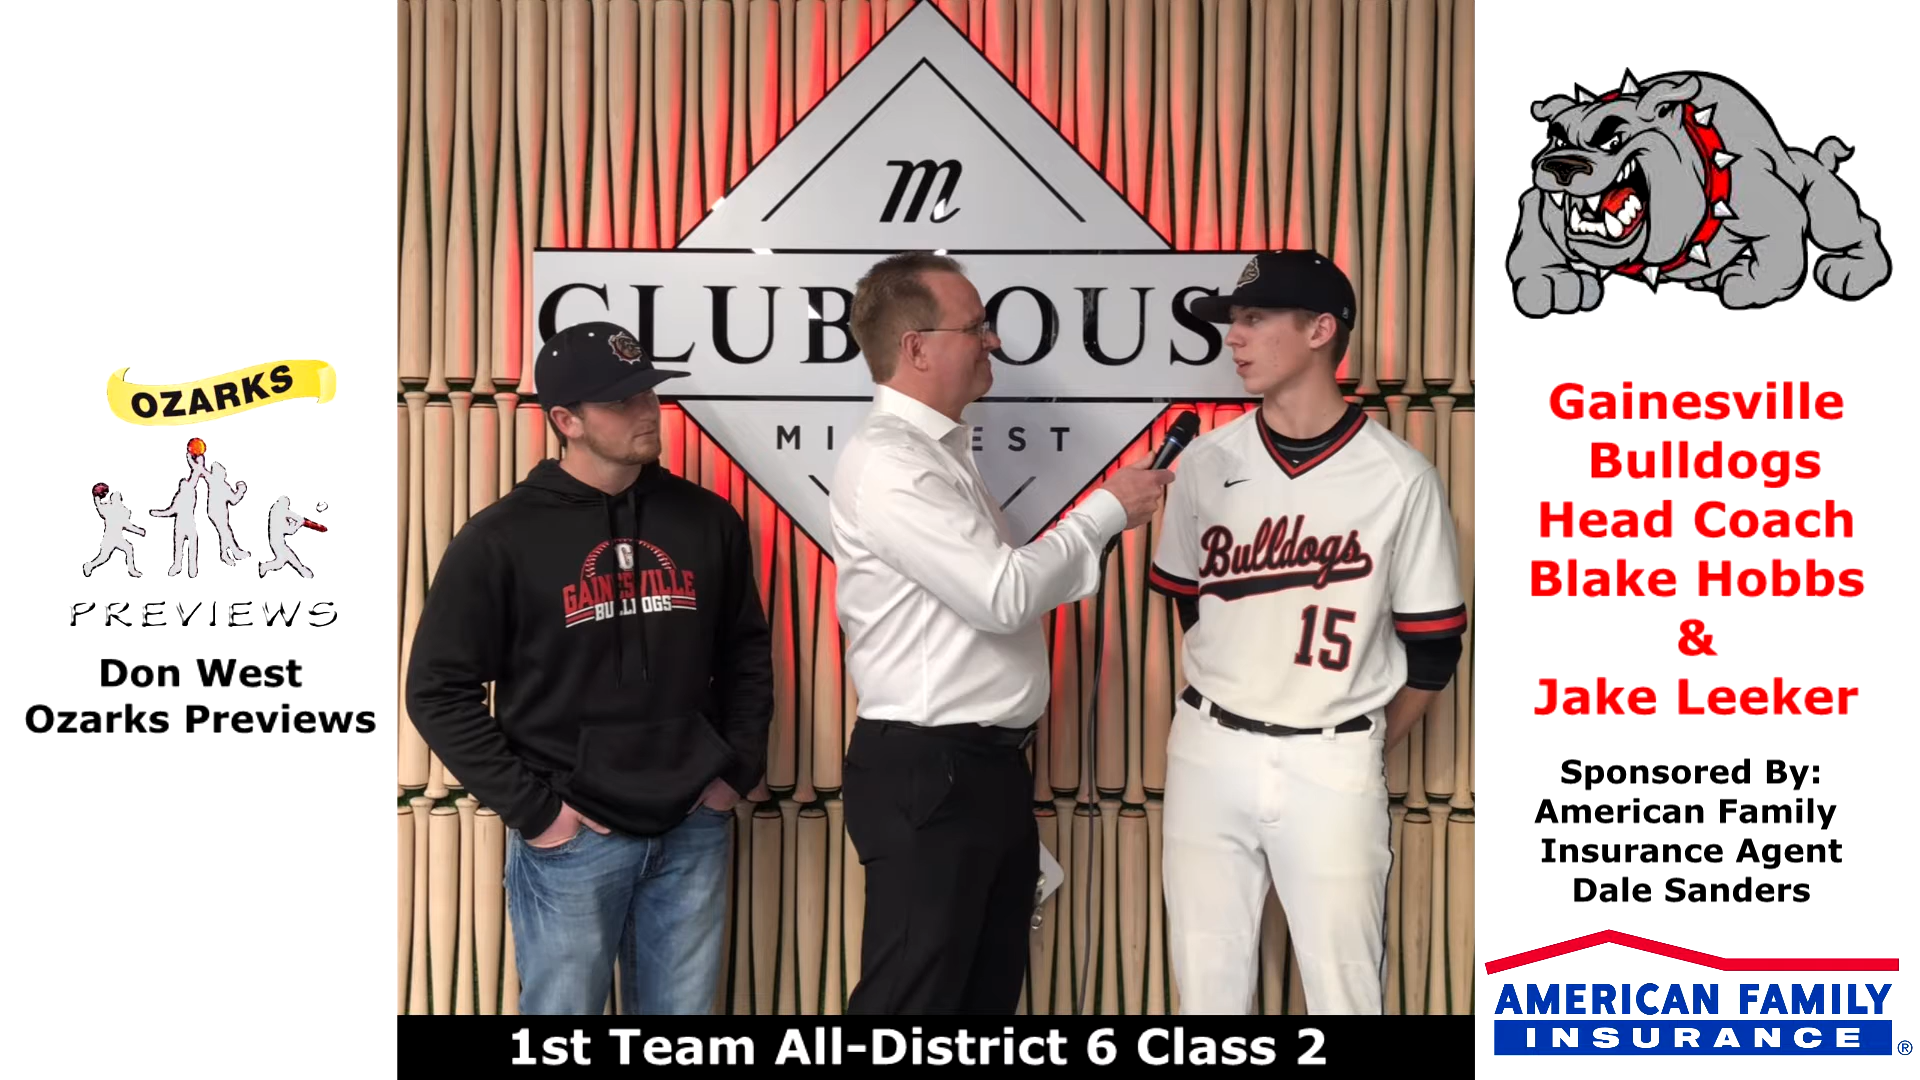 OZARKS
PREVIEWS
Don West
Ozarks Previews
m
CLUB OUS
MI EST
G
GAINESVILLE
BULLDOGS
Bulldogs
15
1st Team All-District 6 Class 2
Gainesville
Bulldogs
Head Coach
Blake Hobbs
&
Jake Leeker
Sponsored By:
American Family
Insurance Agent
Dale Sanders
AMERICAN FAMILY
INSURANCE ®